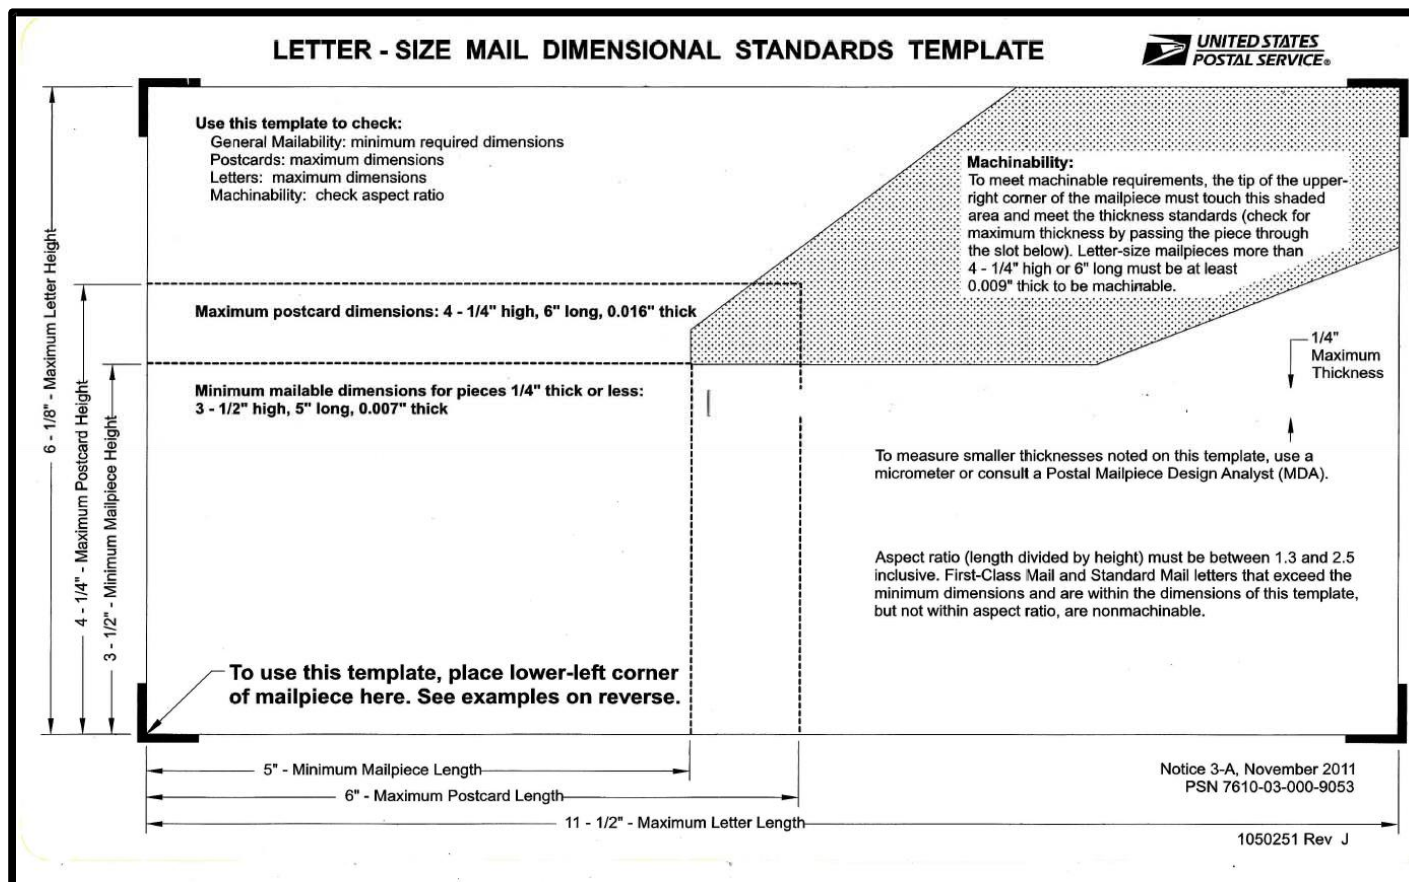 LETTER - SIZE MAIL DIMENSIONAL STANDARDS TEMPLATE
UNITED STATES
POSTAL SERVICE®
Use this template to check:
General Mailability: minimum required dimensions
Postcards: maximum dimensions
Letters: maximum dimensions
Machinability: check aspect ratio
Machinability:
To meet machinable requirements, the tip of the upper-
right corner of the mailpiece must touch this shaded
area and meet the thickness standards (check for
maximum thickness by passing the piece through
the slot below). Letter-size mailpieces more than
4 - 1/4" high or 6" long must be at least
0.009" thick to be machinable.
6 - 1/8" - Maximum Letter Height
4 - 1/4" - Maximum Postcard Height
3 - 1/2" - Minimum Mailpiece Height
Maximum postcard dimensions: 4 - 1/4" high, 6" long, 0.016" thick
Minimum mailable dimensions for pieces 1/4" thick or less:
3 - 1/2" high, 5" long, 0.007" thick
1/4"
Maximum
Thickness
To measure smaller thicknesses noted on this template, use a
micrometer or consult a Postal Mailpiece Design Analyst (MDA).
Aspect ratio (length divided by height) must be between 1.3 and 2.5
inclusive. First-Class Mail and Standard Mail letters that exceed the
minimum dimensions and are within the dimensions of this template,
but not within aspect ratio, are nonmachinable.
To use this template, place lower-left corner
of mailpiece here. See examples on reverse.
5" - Minimum Mailpiece Length
6" - Maximum Postcard Length
11 - 1/2" - Maximum Letter Length
Notice 3-A, November 2011
PSN 7610-03-000-9053
1050251 Rev J